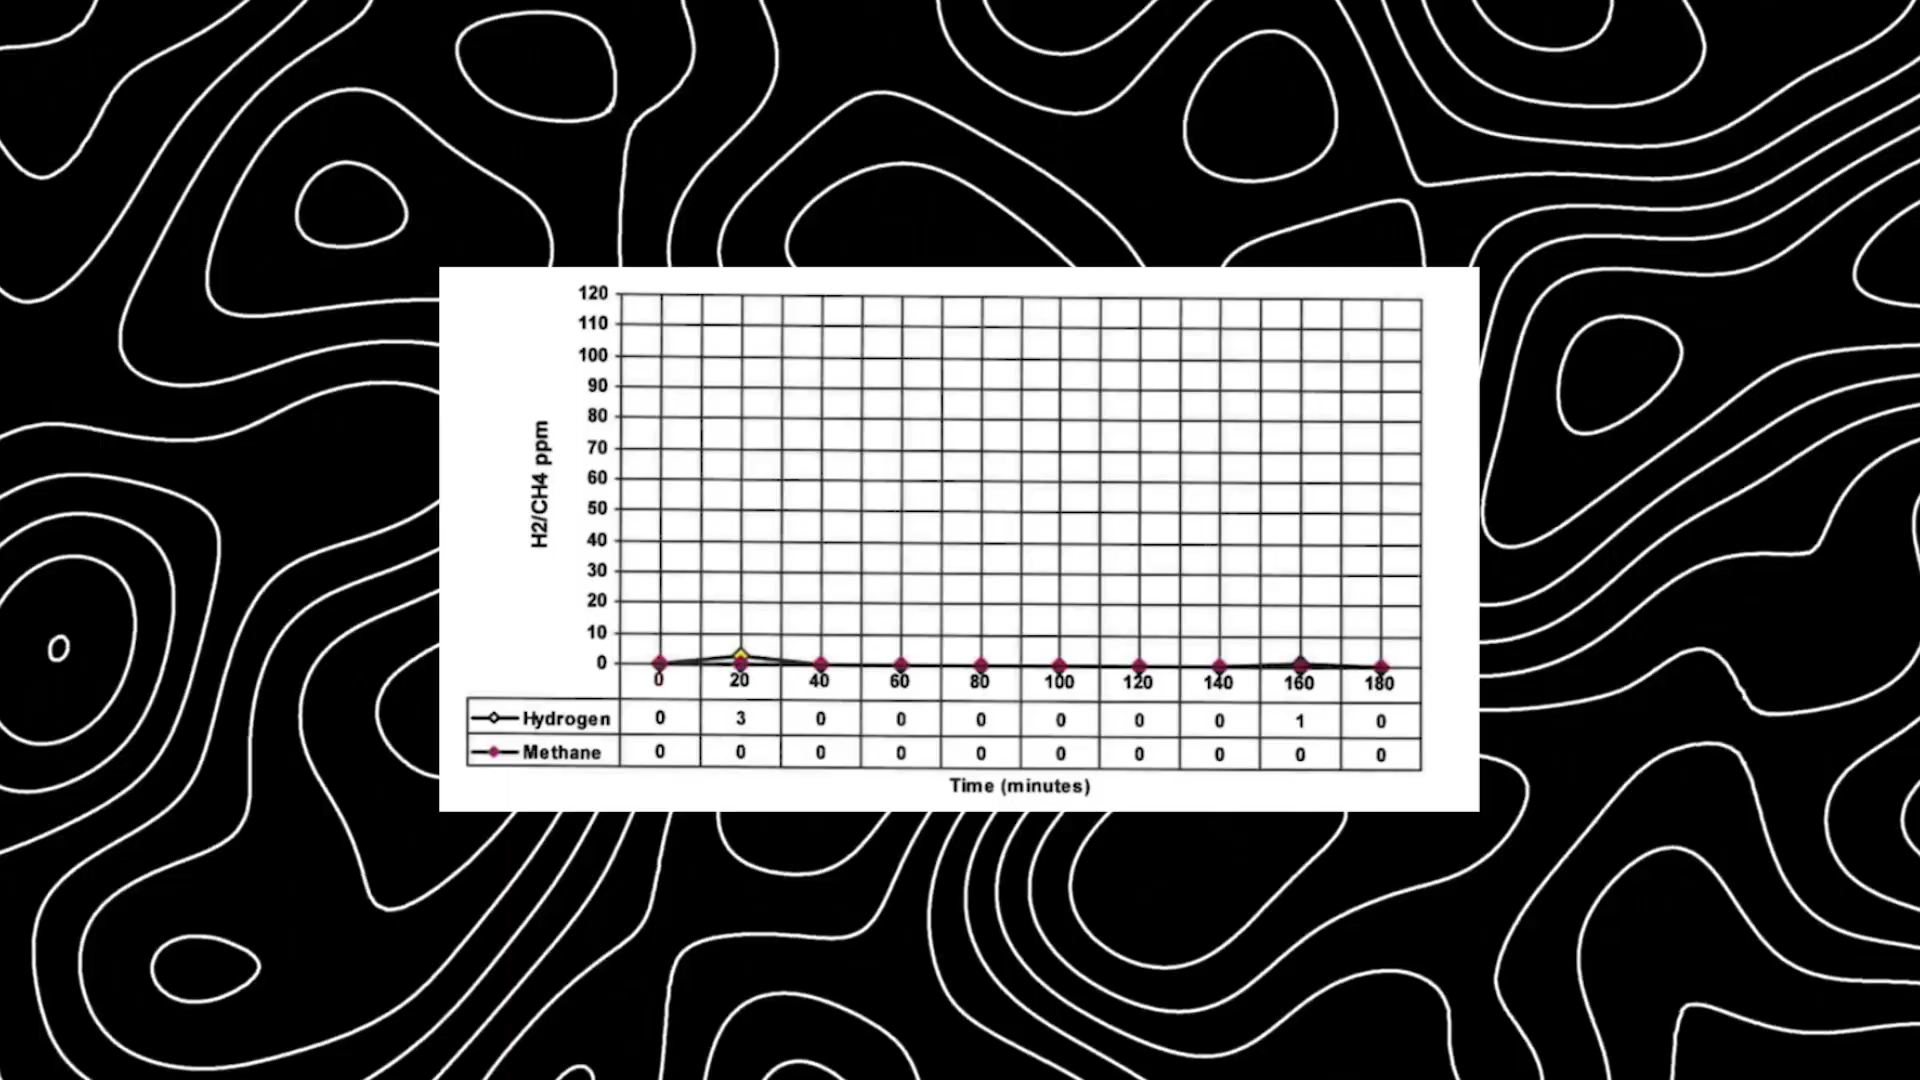 120
110
100
90
80
70
60
50
40
30
20
10
0
H2/CH4 ppm
0 20 40 60 80 100 120 140 160 180
Hydrogen 0 3 0 0 0 0 0 0 1 0
Methane 0 0 0 0 0 0 0 0 0 0
Time (minutes)